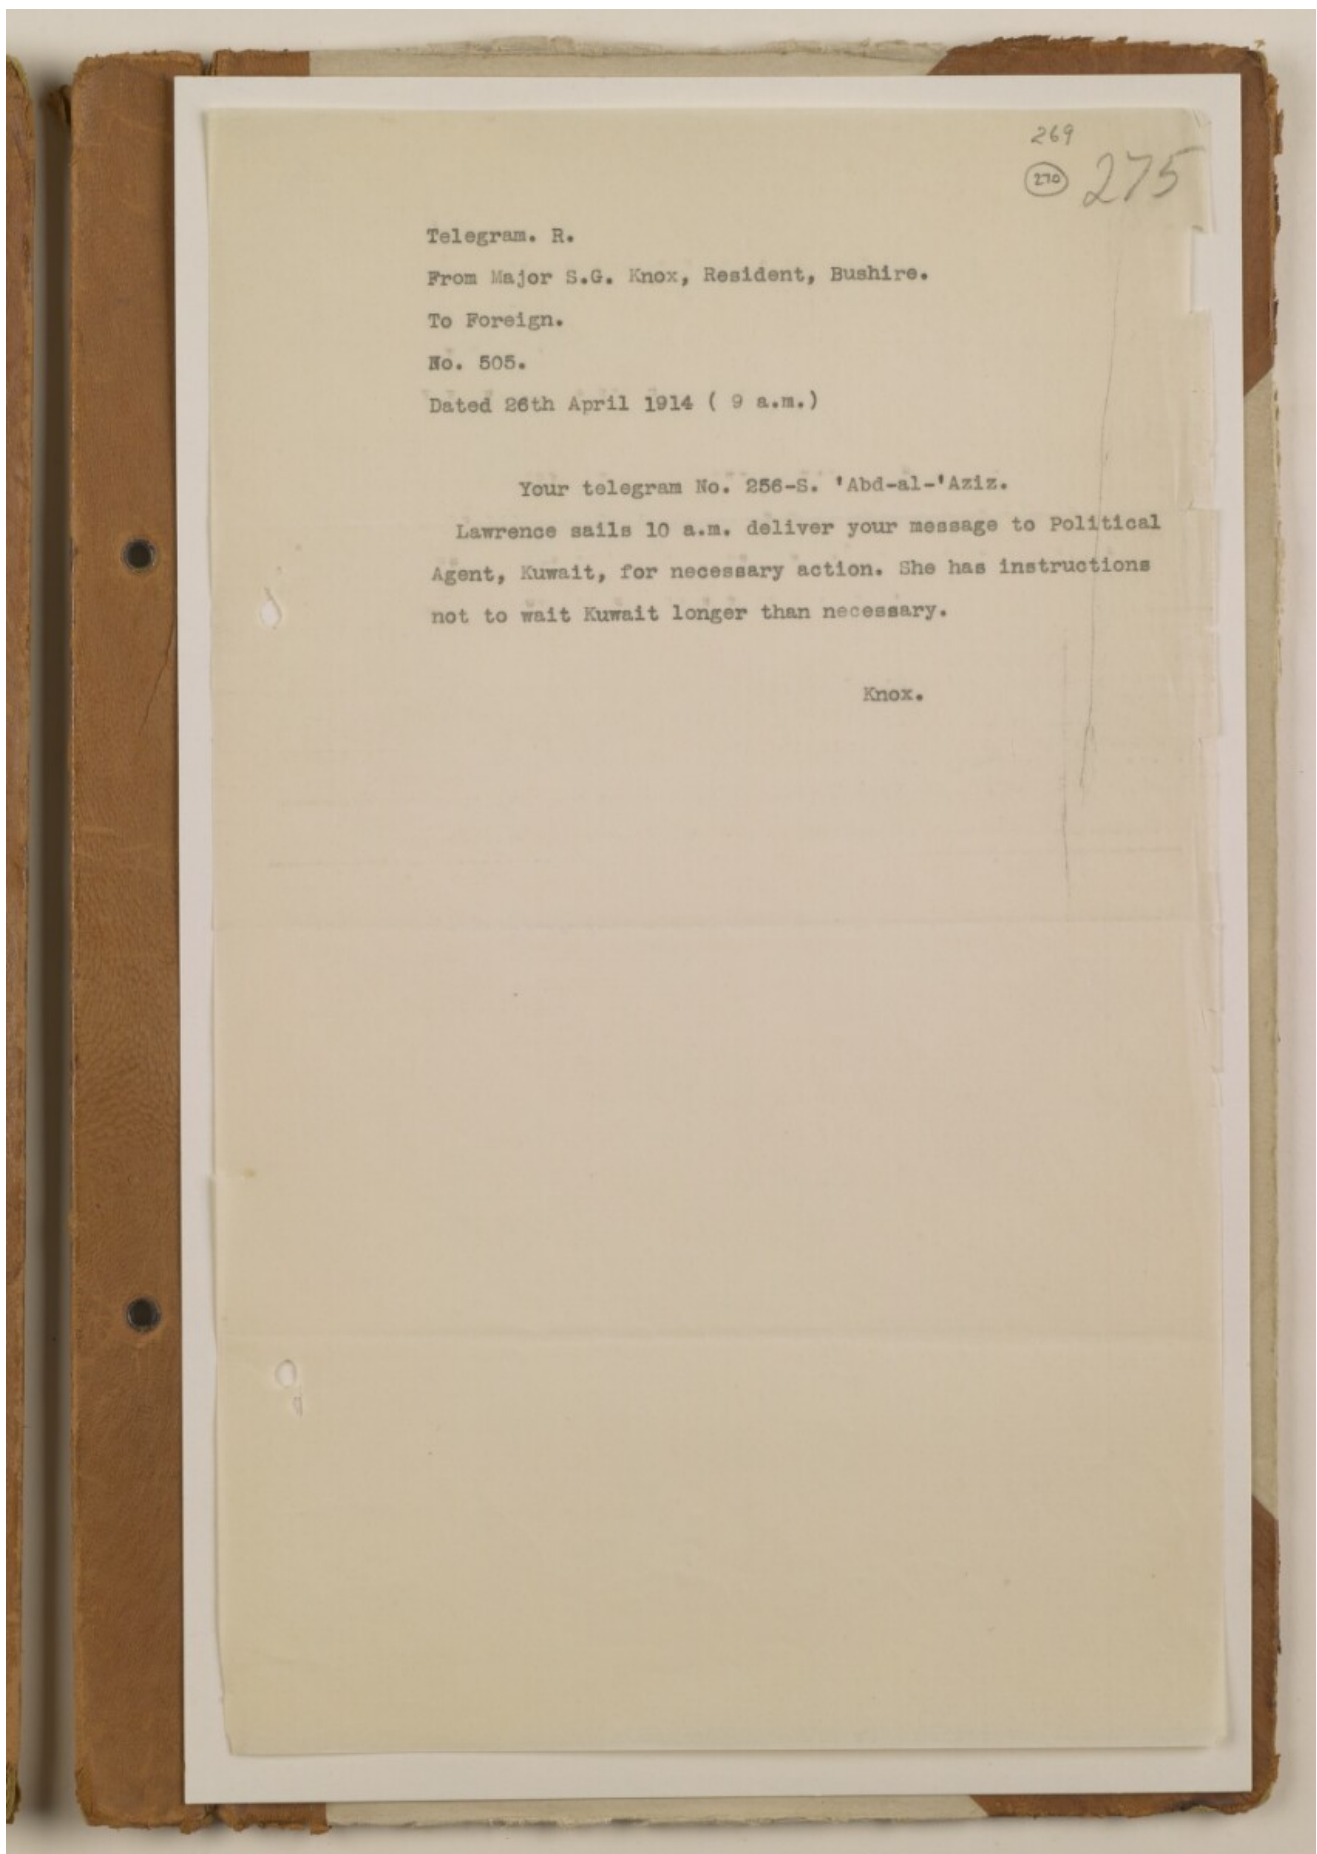 269
270 275
Telegram. R.
From Major S.G. Knox, Resident, Bushire.
To Foreign.
No. 505.
Dated 26th April 1914 ( 9 a.m.)
Your telegram No. 256-S. 'Abd-al-'Aziz.
Lawrence sails 10 a.m. deliver your message to Political
Agent, Kuwait, for necessary action. She has instructions
not to wait Kuwait longer than necessary.
Knox.